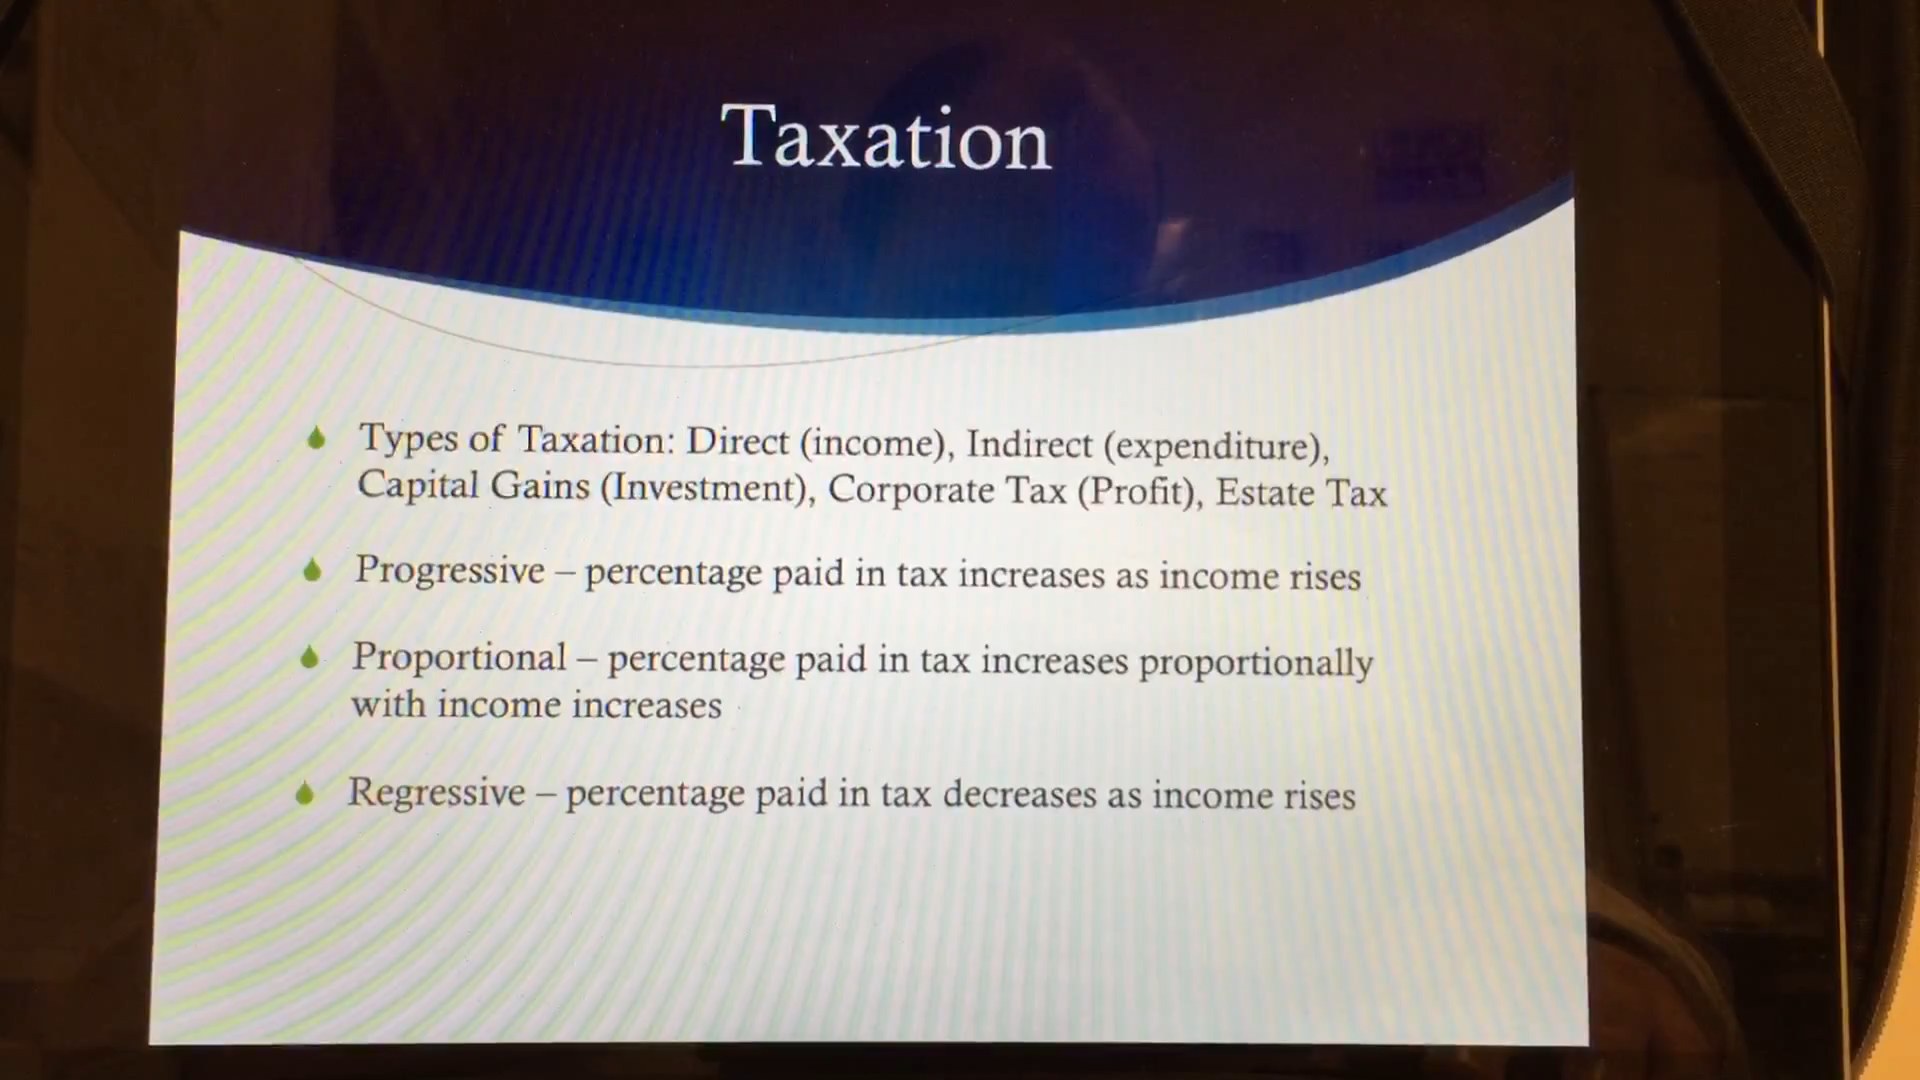 Taxation
Types of Taxation: Direct (income), Indirect (expenditure),
Capital Gains (Investment), Corporate Tax (Profit), Estate Tax
Progressive – percentage paid in tax increases as income rises
Proportional – percentage paid in tax increases proportionally
with income increases
Regressive – percentage paid in tax decreases as income rises